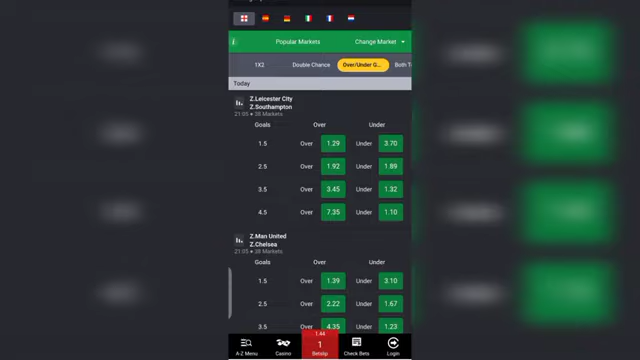 Popular Markets Change Market
1X2 Double Chance Over/Under G... Both T
Today
Z.Leicester City
Z.Southampton
21:05 • 38 Markets
Goals Over Under
1.5 Over 1.29 Under 3.70
2.5 Over 1.92 Under 1.89
3.5 Over 3.45 Under 1.32
4.5 Over 7.35 Under 1.10
Z.Man United
Z.Chelsea
21:05 • 38 Markets
Goals Over Under
1.5 Over 1.39 Under 3.10
2.5 Over 2.22 Under 1.67
3.5 Over 4.35 Under 1.23
1.44
1
A-Z Menu Casino Betslip Check Bets Login